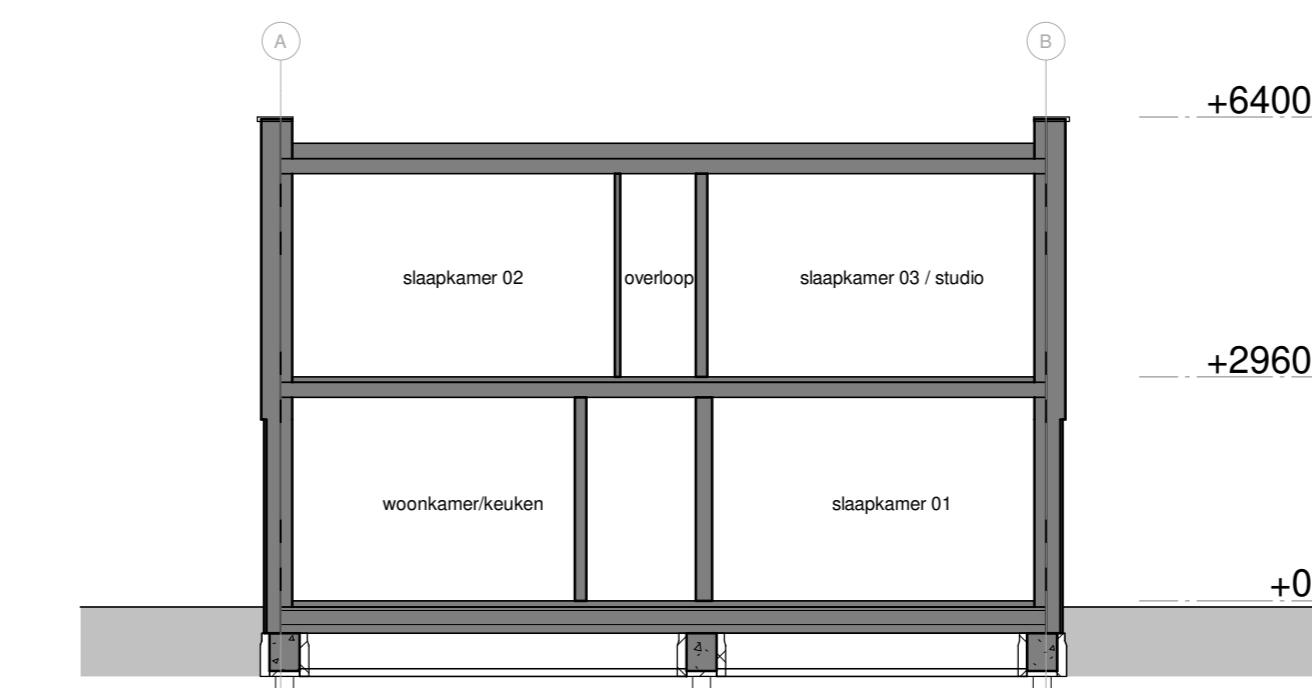 A
B
+6400
slaapkamer 02
overloop
slaapkamer 03 / studio
+2960
woonkamer/keuken
slaapkamer 01
+0